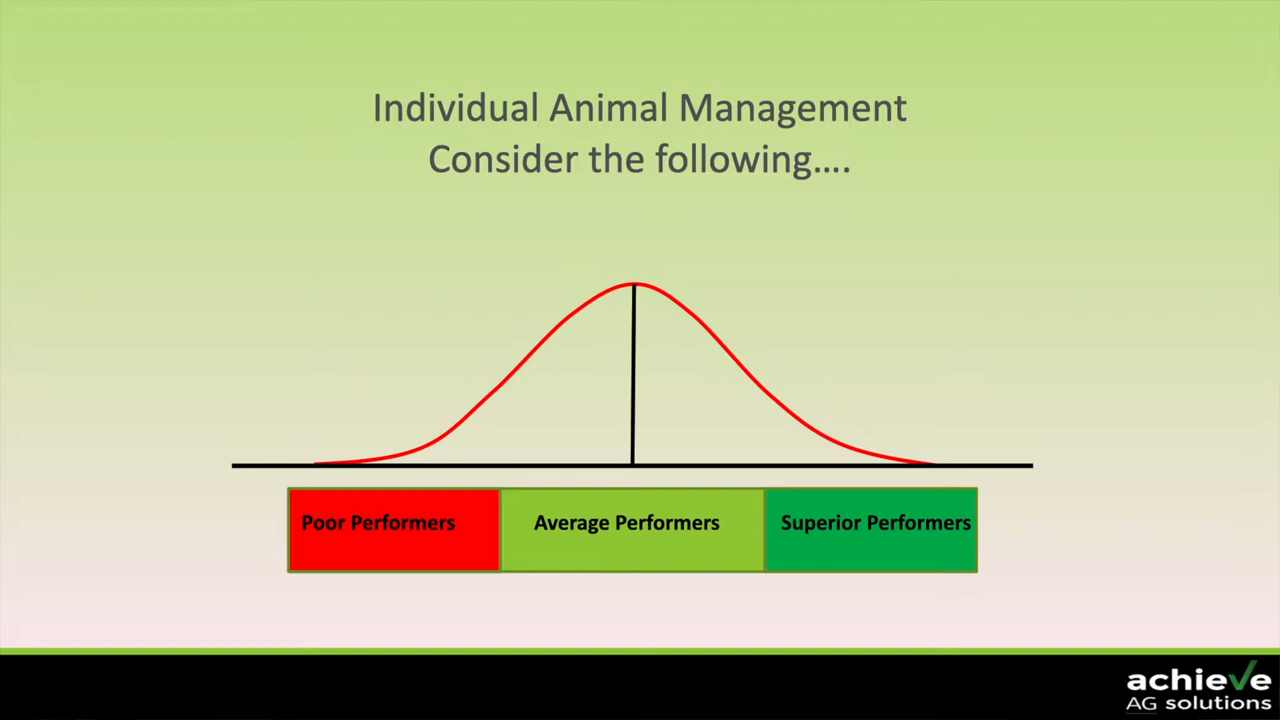 Individual Animal Management
Consider the following....
Poor Performers
Average Performers
Superior Performers
achieve
AG solutions